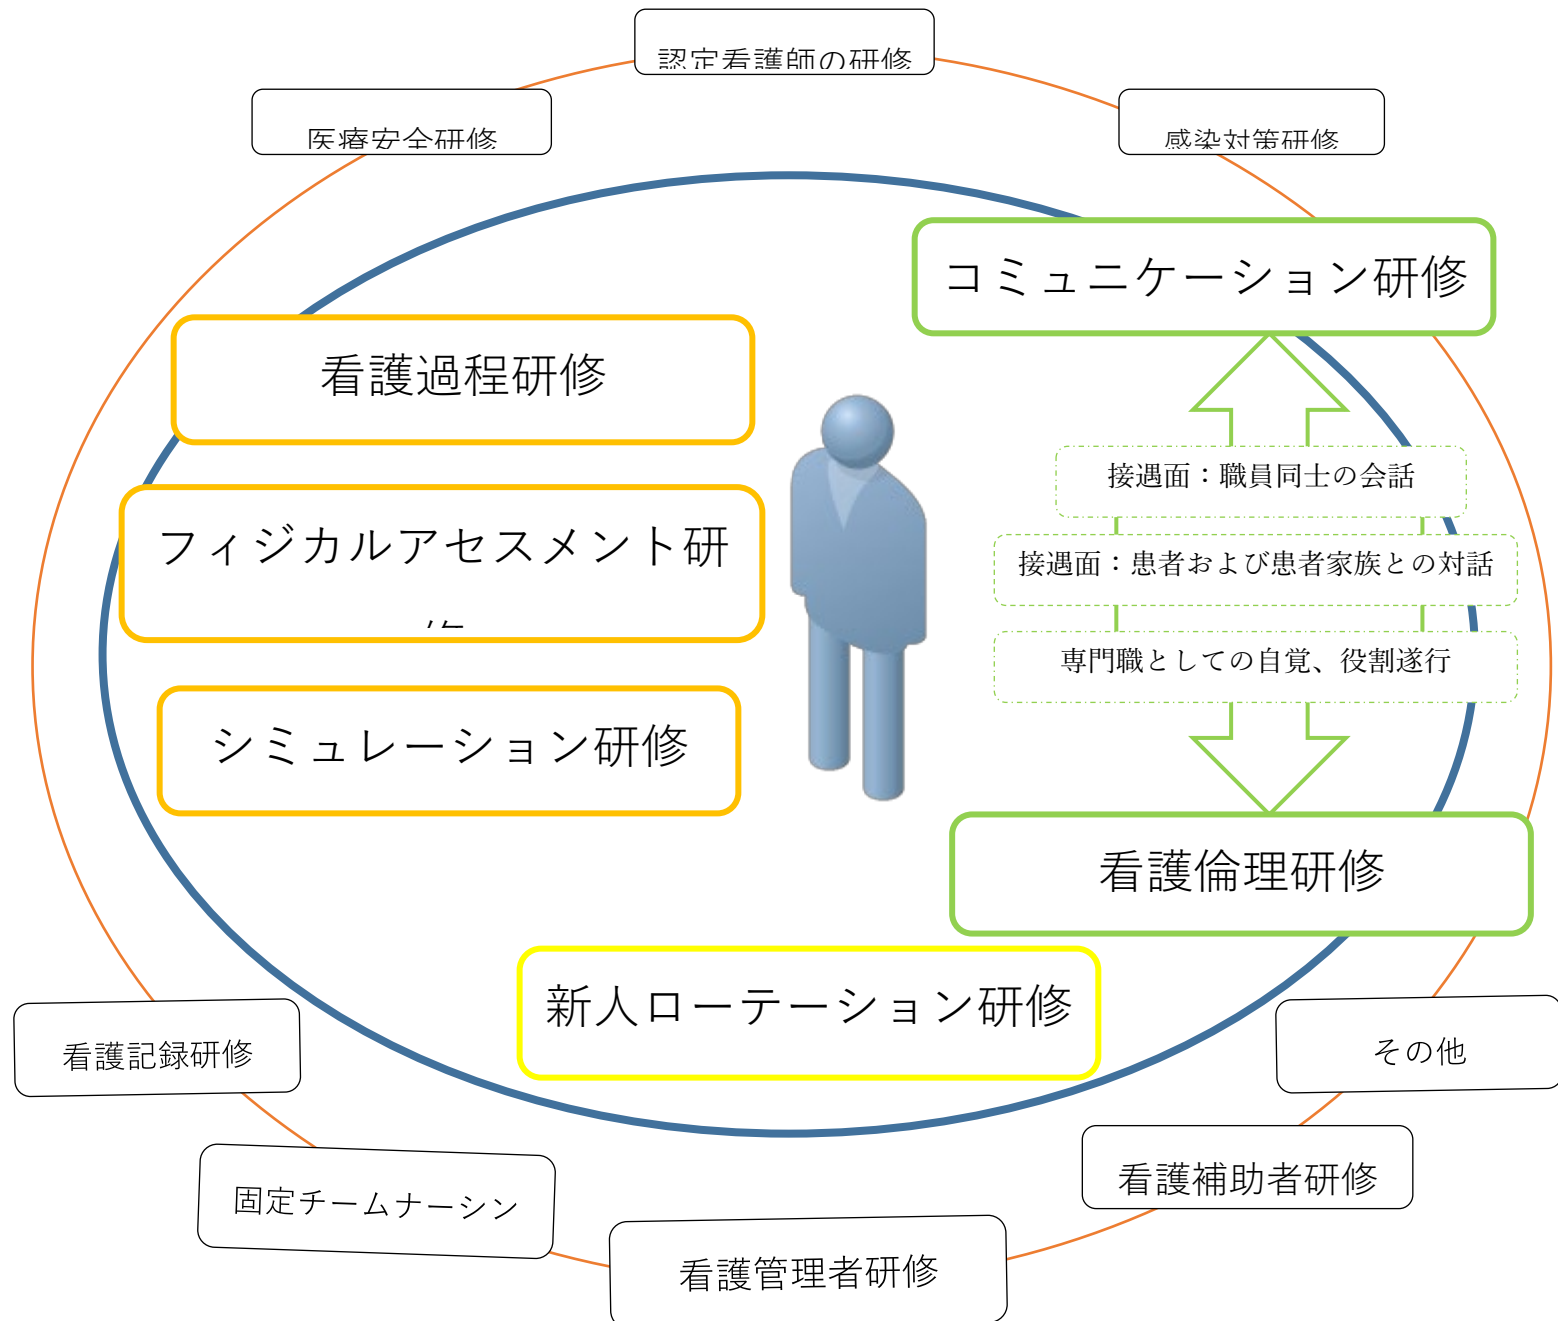 認定看護師の研修
医療安全研修
感染対策研修
コミュニケーション研修
看護過程研修
接遇面：職員同士の会話
フィジカルアセスメント研
修
接遇面：患者および患者家族との対話
専門職としての自覚、役割遂行
シミュレーション研修
看護倫理研修
新人ローテーション研修
看護記録研修
その他
固定チームナーシン
看護補助者研修
看護管理者研修